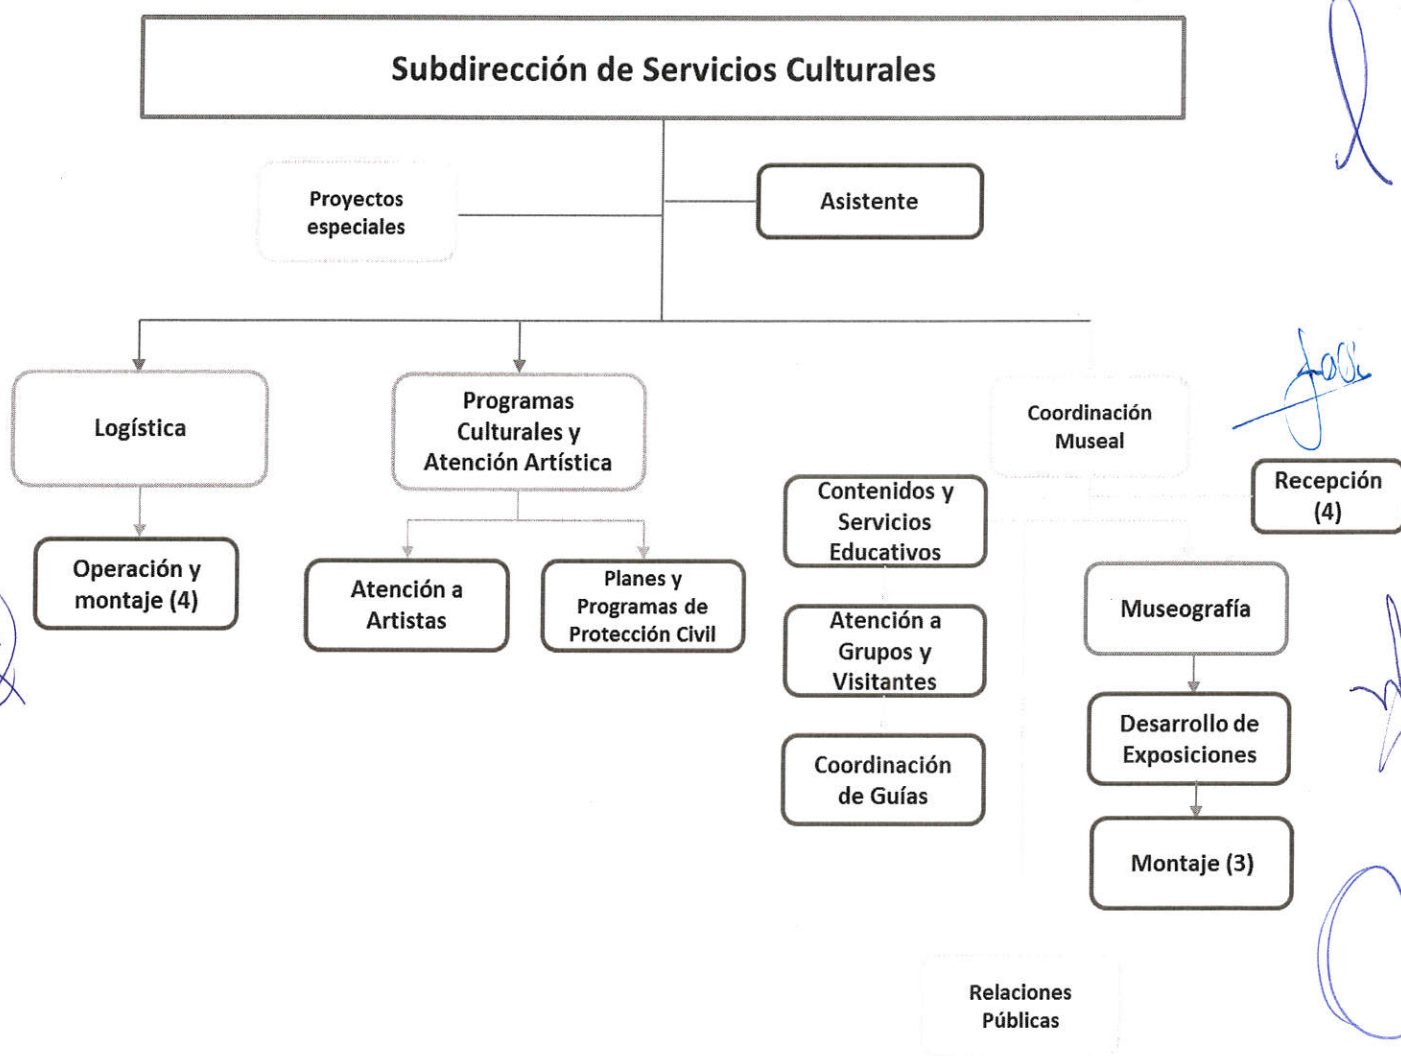 Subdirección de Servicios Culturales
Proyectos
especiales
Asistente
Logística
Programas
Culturales y
Atención Artística
Coordinación
Museal
Recepción
(4)
Contenidos y
Servicios
Educativos
Operación y
montaje (4)
Atención a
Artistas
Planes y
Programas de
Protección Civil
Museografía
Atención a
Grupos y
Visitantes
Desarrollo de
Exposiciones
Coordinación
de Guías
Montaje (3)
Relaciones
Públicas